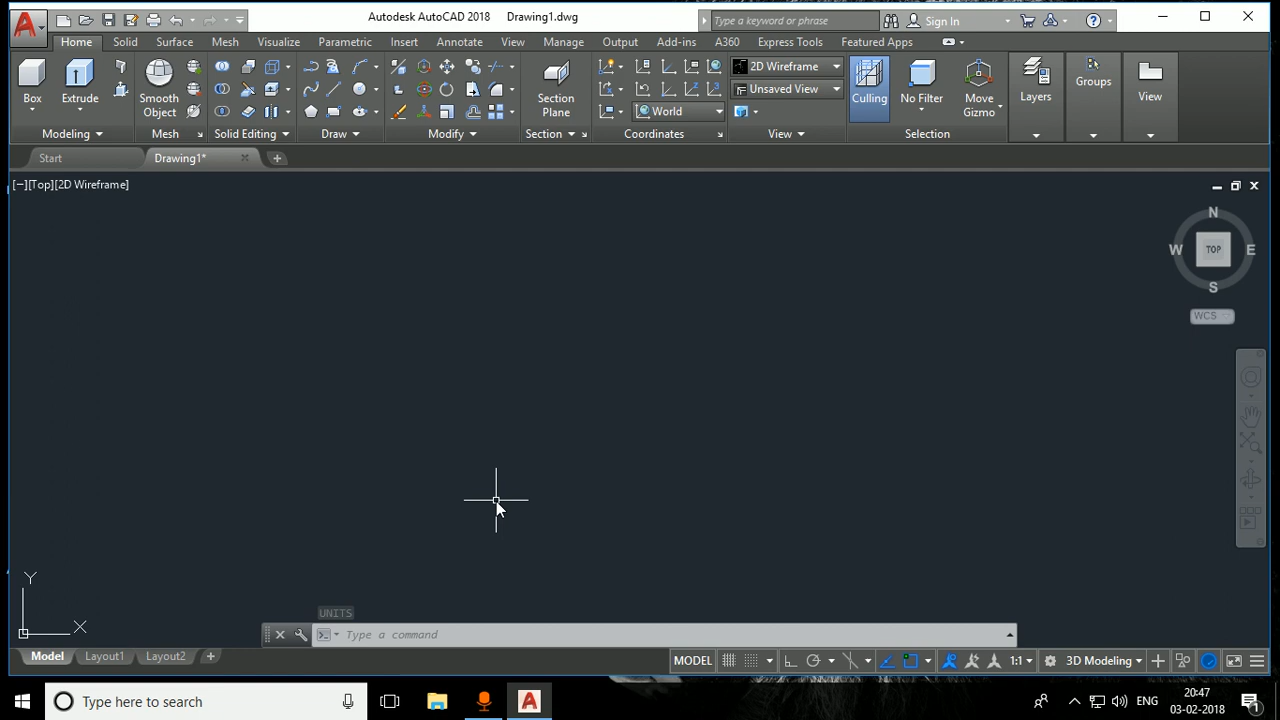 Autodesk AutoCAD 2018 Drawing1.dwg
Type a keyword or phrase
Sign In
Home Solid Surface Mesh Visualize Parametric Insert Annotate View Manage Output Add-ins A360 Express Tools Featured Apps
Box
Extrude
Smooth Object
Section Plane
2D Wireframe
Unsaved View
World
Culling
No Filter
Move Gizmo
Layers
Groups
View
Modeling Mesh Solid Editing Draw Modify Section Coordinates View Selection
Start Drawing1*
[−][Top][2D Wireframe]
N
W TOP E
S
WCS
Y
X
UNITS
Type a command
Model Layout1 Layout2
MODEL 1:1 3D Modeling
Type here to search
ENG
20:47
03-02-2018
1